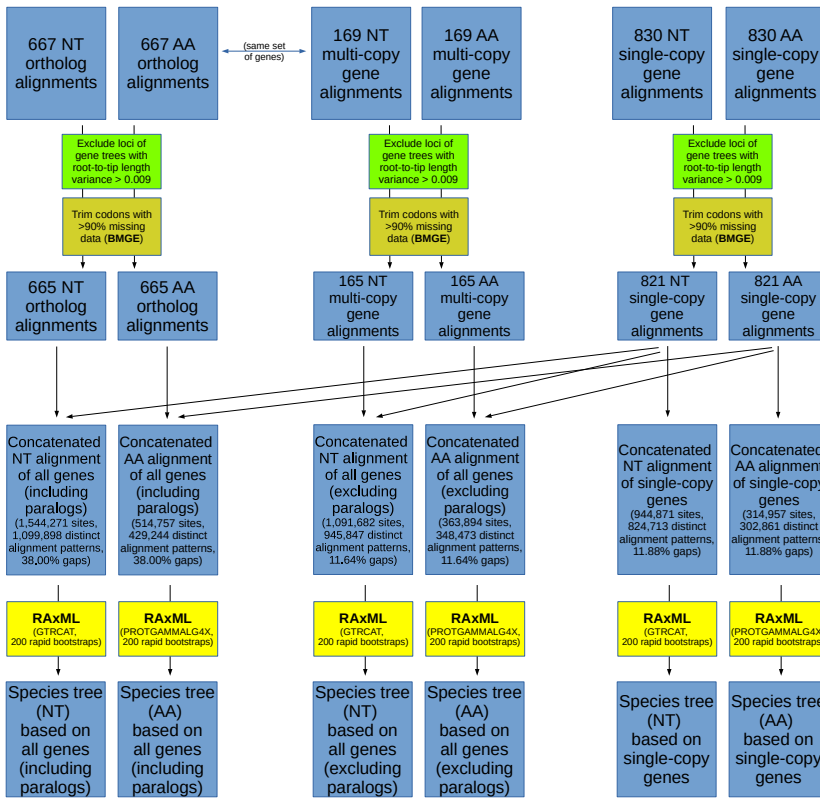 667 NT
ortholog
alignments
667 AA
ortholog
alignments
(same set
of genes)
169 NT
multi-copy
gene
alignments
169 AA
multi-copy
gene
alignments
830 NT
single-copy
gene
alignments
830 AA
single-copy
gene
alignments
Exclude loci of
gene trees with
root-to-tip length
variance > 0.009
Exclude loci of
gene trees with
root-to-tip length
variance > 0.009
Exclude loci of
gene trees with
root-to-tip length
variance > 0.009
Trim codons with
>90% missing
data (BMGE)
Trim codons with
>90% missing
data (BMGE)
Trim codons with
>90% missing
data (BMGE)
665 NT
ortholog
alignments
665 AA
ortholog
alignments
165 NT
multi-copy
gene
alignments
165 AA
multi-copy
gene
alignments
821 NT
single-copy
gene
alignments
821 AA
single-copy
gene
alignments
Concatenated
NT alignment
of all genes
(including
paralogs)
(1,544,271 sites,
1,099,898 distinct
alignment patterns,
38.00% gaps)
Concatenated
AA alignment
of all genes
(including
paralogs)
(514,757 sites,
429,244 distinct
alignment patterns,
38.00% gaps)
Concatenated
NT alignment
of all genes
(excluding
paralogs)
(1,091,682 sites,
945,847 distinct
alignment patterns,
11.64% gaps)
Concatenated
AA alignment
of all genes
(excluding
paralogs)
(363,894 sites,
348,473 distinct
alignment patterns,
11.64% gaps)
Concatenated
NT alignment
of single-copy
genes
(944,871 sites,
824,713 distinct
alignment patterns,
11.88% gaps)
Concatenated
AA alignment
of single-copy
genes
(314,957 sites,
302,861 distinct
alignment patterns,
11.88% gaps)
RAxML
(GTRCAT,
200 rapid bootstraps)
RAxML
(PROTGAMMALG4X,
200 rapid bootstraps)
RAxML
(GTRCAT,
200 rapid bootstraps)
RAxML
(PROTGAMMALG4X,
200 rapid bootstraps)
RAxML
(GTRCAT,
200 rapid bootstraps)
RAxML
(PROTGAMMALG4X,
200 rapid bootstraps)
Species tree
(NT)
based on
all genes
(including
paralogs)
Species tree
(AA)
based on
all genes
(including
paralogs)
Species tree
(NT)
based on
all genes
(excluding
paralogs)
Species tree
(AA)
based on
all genes
(excluding
paralogs)
Species tree
(NT)
based on
single-copy
genes
Species tree
(AA)
based on
single-copy
genes